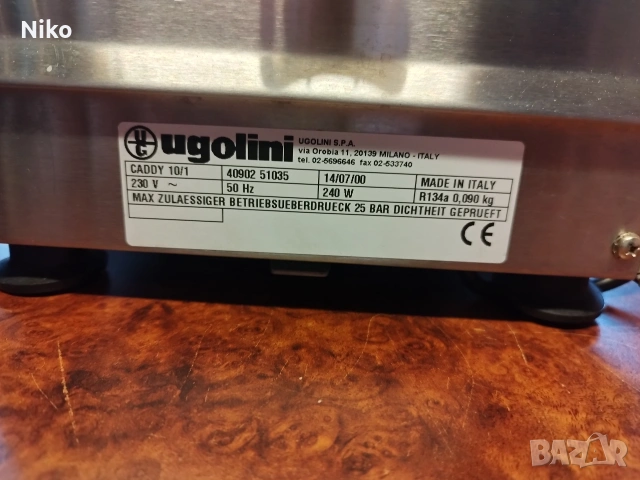 Niko
UG ugolini
UGOLINI S.P.A.
via Orobia 11, 20139 MILANO - ITALY
tel. 02-5696646 fax 02-533740
CADDY 10/1 40902 51035 14/07/00 MADE IN ITALY
230 V ~ 50 Hz 240 W R134a 0,090 kg
MAX ZULAESSIGER BETRIEBSUEBERDRUECK 25 BAR DICHTHEIT GEPRUEFT
CE
BAZAR